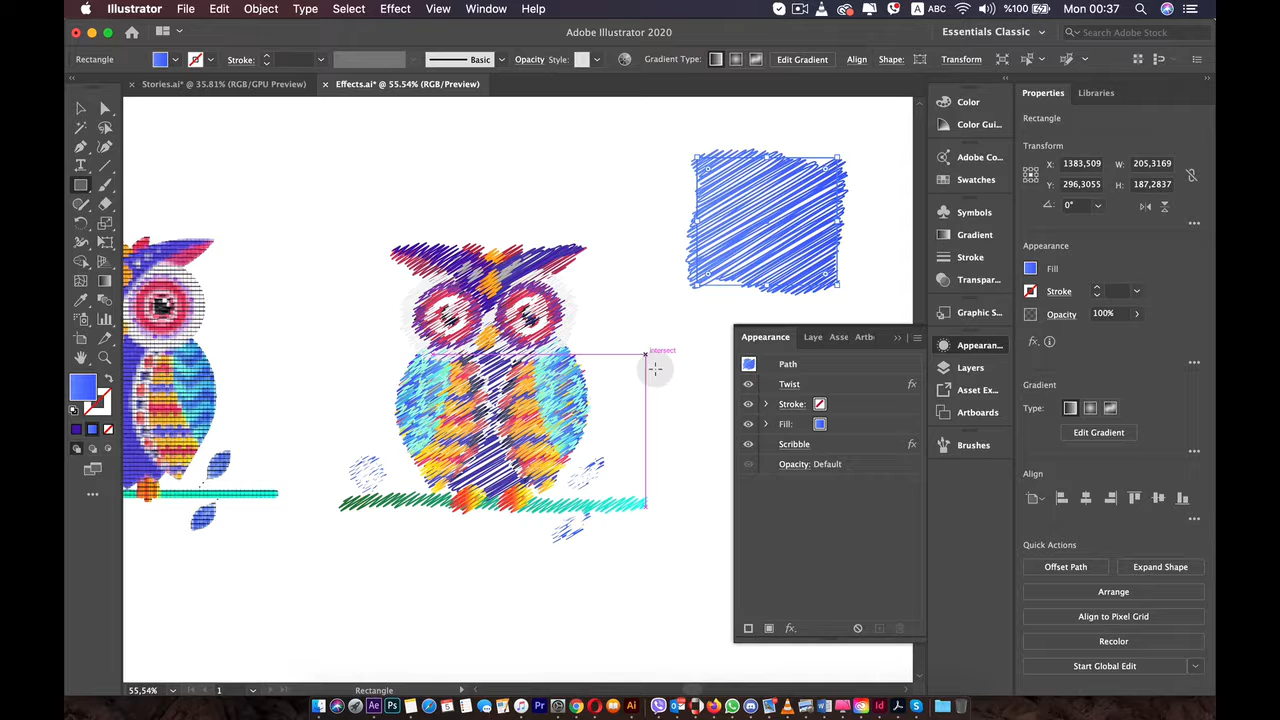 Illustrator File Edit Object Type Select Effect View Window Help
A ABC %100 Mon 00:37
Adobe Illustrator 2020
Essentials Classic
Search Adobe Stock
Rectangle Stroke: Basic Opacity Style: Gradient Type: Edit Gradient Align Shape: Transform
Stories.ai* @ 35.81% (RGB/GPU Preview)
Effects.ai* @ 55.54% (RGB/Preview)
Color
Color Gui...
Adobe Co...
Swatches
Symbols
Gradient
Stroke
Transpar...
Graphic S...
Appearan...
Layers
Asset Ex...
Artboards
Brushes
intersect
Appearance Laye Asse Artb
Path
Twist
Stroke:
Fill:
Scribble
Opacity: Default
Properties Libraries
Rectangle
Transform
X: 1383,509 W: 205,3169
Y: 296,3055 H: 187,2837
0°
Appearance
Fill
Stroke
Opacity 100%
fx.
Gradient
Type:
Edit Gradient
Align
Quick Actions
Offset Path Expand Shape
Arrange
Align to Pixel Grid
Recolor
Start Global Edit
55,54% 1 Rectangle